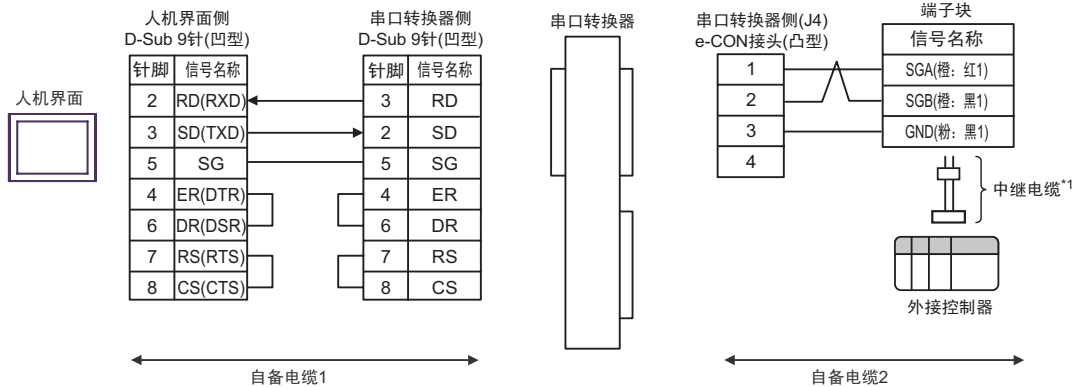 人机界面侧
D-Sub 9针(凹型)
串口转换器侧
D-Sub 9针(凹型)
串口转换器
串口转换器侧(J4)
e-CON接头(凸型)
端子块
人机界面
针脚 信号名称
2 RD(RXD)
3 SD(TXD)
5 SG
4 ER(DTR)
6 DR(DSR)
7 RS(RTS)
8 CS(CTS)
针脚 信号名称
3 RD
2 SD
5 SG
4 ER
6 DR
7 RS
8 CS
1
2
3
4
信号名称
SGA(橙：红1)
SGB(橙：黑1)
GND(粉：黑1)
中继电缆*1
外接控制器
自备电缆1
自备电缆2